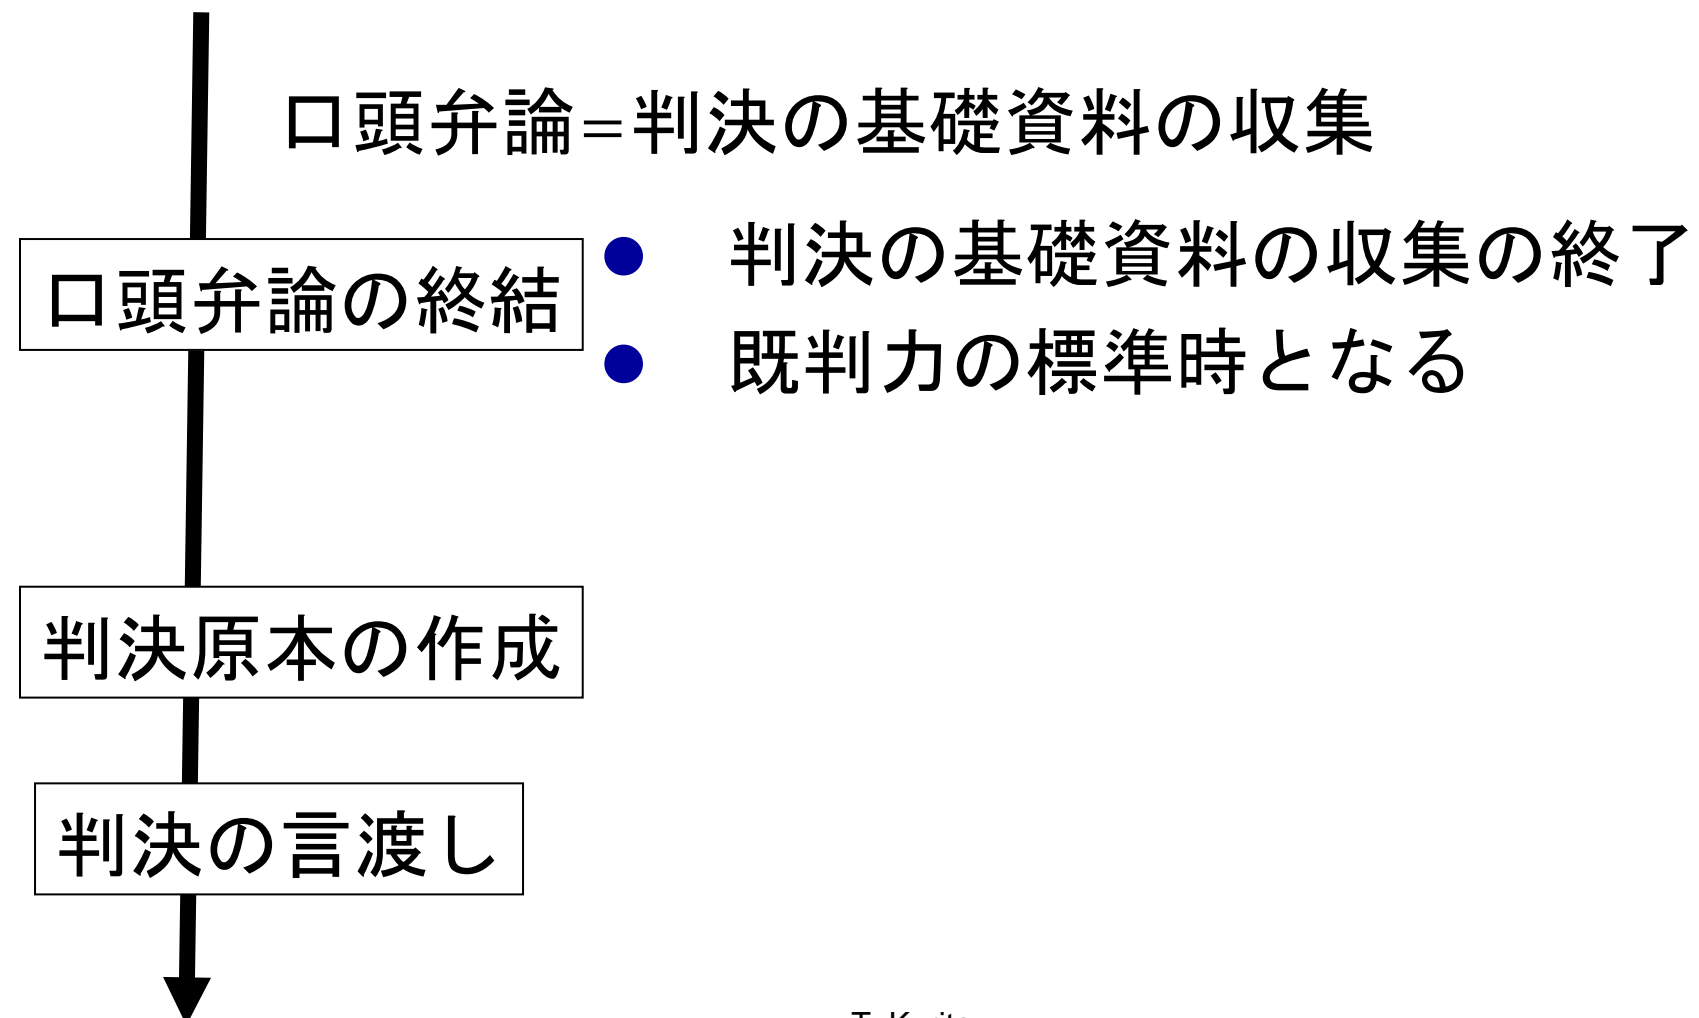 口頭弁論=判決の基礎資料の収集
口頭弁論の終結
● 判決の基礎資料の収集の終了
● 既判力の標準時となる
判決原本の作成
判決の言渡し